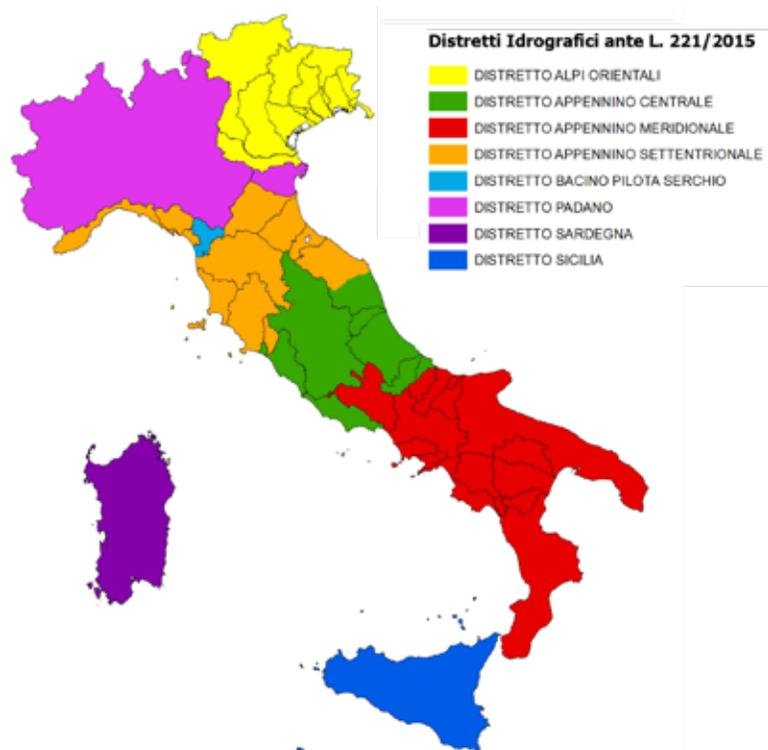 Distretti Idrografici ante L. 221/2015
DISTRETTO ALPI ORIENTALI
DISTRETTO APPENNINO CENTRALE
DISTRETTO APPENNINO MERIDIONALE
DISTRETTO APPENNINO SETTENTRIONALE
DISTRETTO BACINO PILOTA SERCHIO
DISTRETTO PADANO
DISTRETTO SARDEGNA
DISTRETTO SICILIA